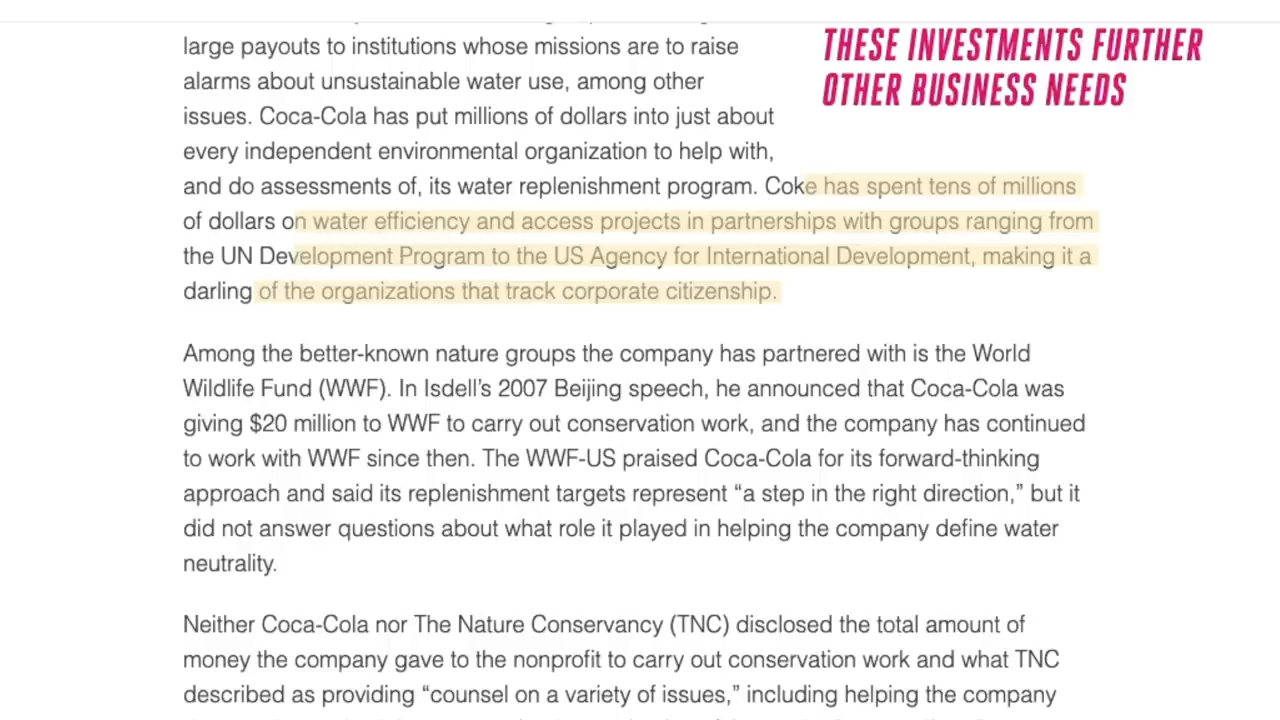 large payouts to institutions whose missions are to raise
alarms about unsustainable water use, among other
issues. Coca-Cola has put millions of dollars into just about
every independent environmental organization to help with,
and do assessments of, its water replenishment program. Coke has spent tens of millions
of dollars on water efficiency and access projects in partnerships with groups ranging from
the UN Development Program to the US Agency for International Development, making it a
darling of the organizations that track corporate citizenship.
THESE INVESTMENTS FURTHER
OTHER BUSINESS NEEDS
Among the better-known nature groups the company has partnered with is the World
Wildlife Fund (WWF). In Isdell’s 2007 Beijing speech, he announced that Coca-Cola was
giving $20 million to WWF to carry out conservation work, and the company has continued
to work with WWF since then. The WWF-US praised Coca-Cola for its forward-thinking
approach and said its replenishment targets represent “a step in the right direction,” but it
did not answer questions about what role it played in helping the company define water
neutrality.
Neither Coca-Cola nor The Nature Conservancy (TNC) disclosed the total amount of
money the company gave to the nonprofit to carry out conservation work and what TNC
described as providing “counsel on a variety of issues,” including helping the company